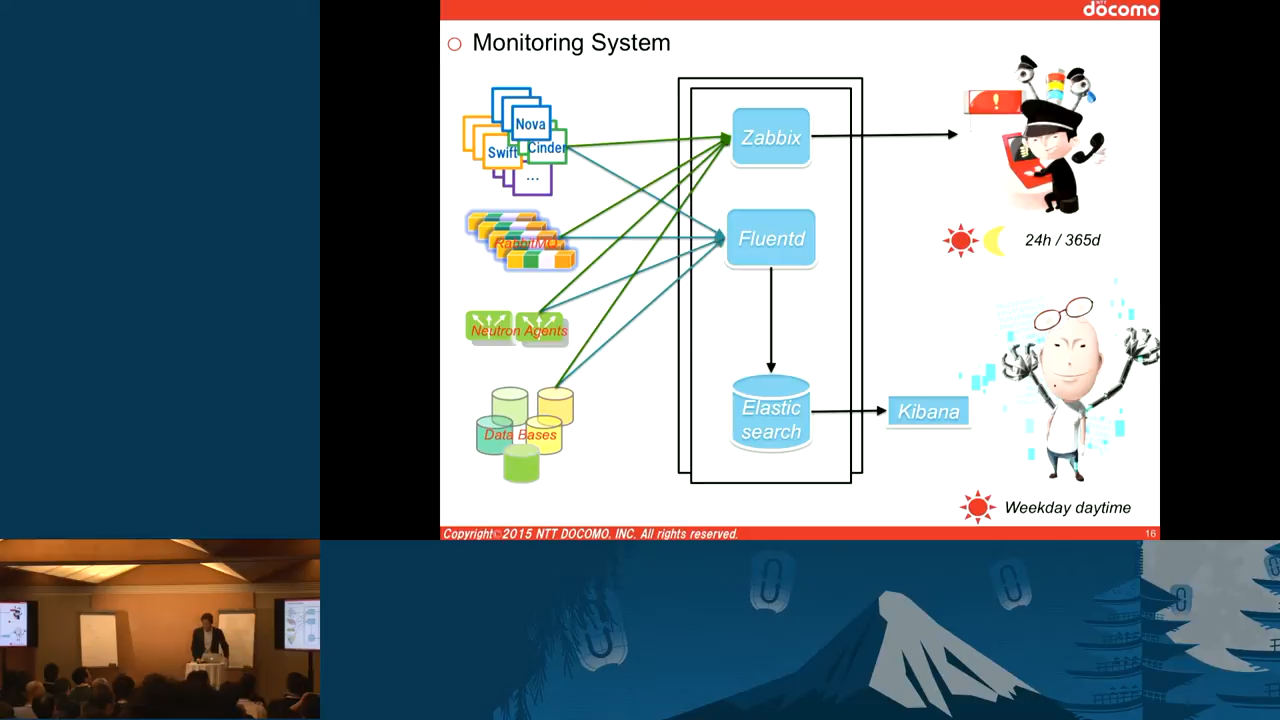 NTT
docomo
Monitoring System
Nova
Swift
Cinder
...
RabbitMQ
Neutron Agents
Data Bases
Zabbix
Fluentd
Elastic
search
Kibana
24h / 365d
Weekday daytime
Copyright©2015 NTT DOCOMO, INC. All rights reserved.
16